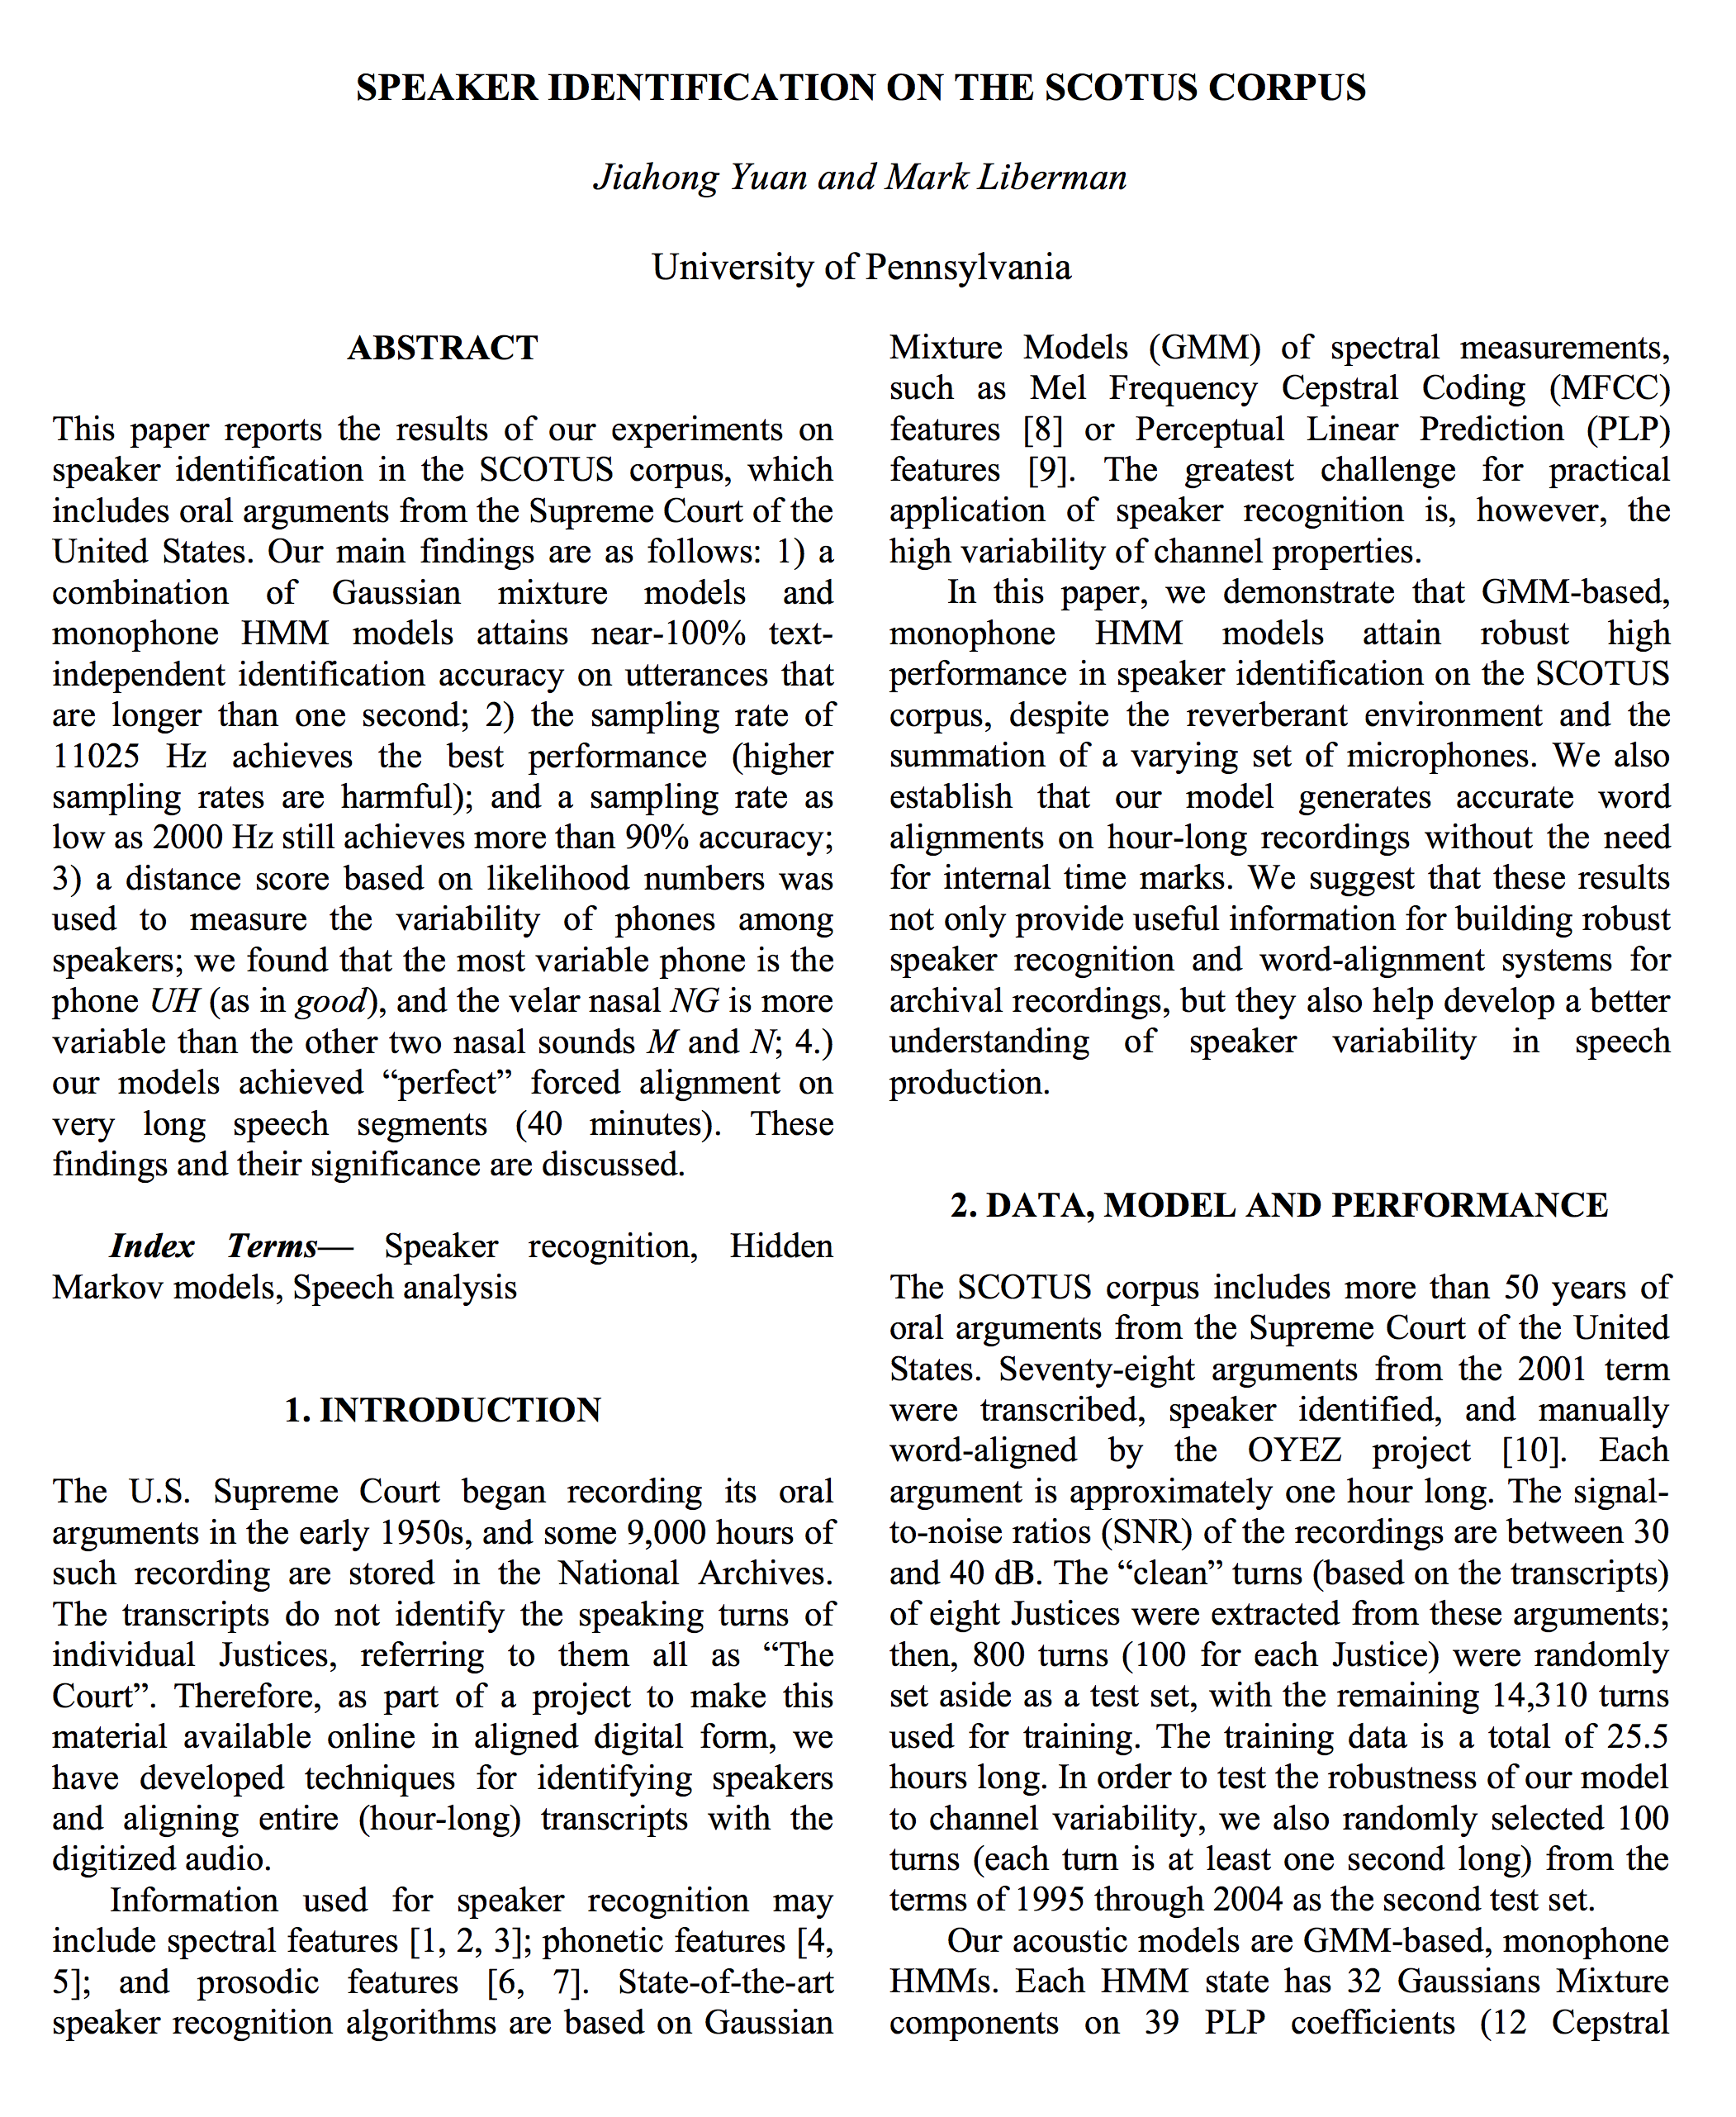 SPEAKER IDENTIFICATION ON THE SCOTUS CORPUS
Jiahong Yuan and Mark Liberman
University of Pennsylvania
ABSTRACT
This paper reports the results of our experiments on
speaker identification in the SCOTUS corpus, which
includes oral arguments from the Supreme Court of the
United States. Our main findings are as follows: 1) a
combination of Gaussian mixture models and
monophone HMM models attains near-100% text-
independent identification accuracy on utterances that
are longer than one second; 2) the sampling rate of
11025 Hz achieves the best performance (higher
sampling rates are harmful); and a sampling rate as
low as 2000 Hz still achieves more than 90% accuracy;
3) a distance score based on likelihood numbers was
used to measure the variability of phones among
speakers; we found that the most variable phone is the
phone UH (as in good), and the velar nasal NG is more
variable than the other two nasal sounds M and N; 4.)
our models achieved “perfect” forced alignment on
very long speech segments (40 minutes). These
findings and their significance are discussed.
Index Terms— Speaker recognition, Hidden
Markov models, Speech analysis
1. INTRODUCTION
The U.S. Supreme Court began recording its oral
arguments in the early 1950s, and some 9,000 hours of
such recording are stored in the National Archives.
The transcripts do not identify the speaking turns of
individual Justices, referring to them all as “The
Court”. Therefore, as part of a project to make this
material available online in aligned digital form, we
have developed techniques for identifying speakers
and aligning entire (hour-long) transcripts with the
digitized audio.
Information used for speaker recognition may
include spectral features [1, 2, 3]; phonetic features [4,
5]; and prosodic features [6, 7]. State-of-the-art
speaker recognition algorithms are based on Gaussian
Mixture Models (GMM) of spectral measurements,
such as Mel Frequency Cepstral Coding (MFCC)
features [8] or Perceptual Linear Prediction (PLP)
features [9]. The greatest challenge for practical
application of speaker recognition is, however, the
high variability of channel properties.
In this paper, we demonstrate that GMM-based,
monophone HMM models attain robust high
performance in speaker identification on the SCOTUS
corpus, despite the reverberant environment and the
summation of a varying set of microphones. We also
establish that our model generates accurate word
alignments on hour-long recordings without the need
for internal time marks. We suggest that these results
not only provide useful information for building robust
speaker recognition and word-alignment systems for
archival recordings, but they also help develop a better
understanding of speaker variability in speech
production.
2. DATA, MODEL AND PERFORMANCE
The SCOTUS corpus includes more than 50 years of
oral arguments from the Supreme Court of the United
States. Seventy-eight arguments from the 2001 term
were transcribed, speaker identified, and manually
word-aligned by the OYEZ project [10]. Each
argument is approximately one hour long. The signal-
to-noise ratios (SNR) of the recordings are between 30
and 40 dB. The “clean” turns (based on the transcripts)
of eight Justices were extracted from these arguments;
then, 800 turns (100 for each Justice) were randomly
set aside as a test set, with the remaining 14,310 turns
used for training. The training data is a total of 25.5
hours long. In order to test the robustness of our model
to channel variability, we also randomly selected 100
turns (each turn is at least one second long) from the
terms of 1995 through 2004 as the second test set.
Our acoustic models are GMM-based, monophone
HMMs. Each HMM state has 32 Gaussians Mixture
components on 39 PLP coefficients (12 Cepstral